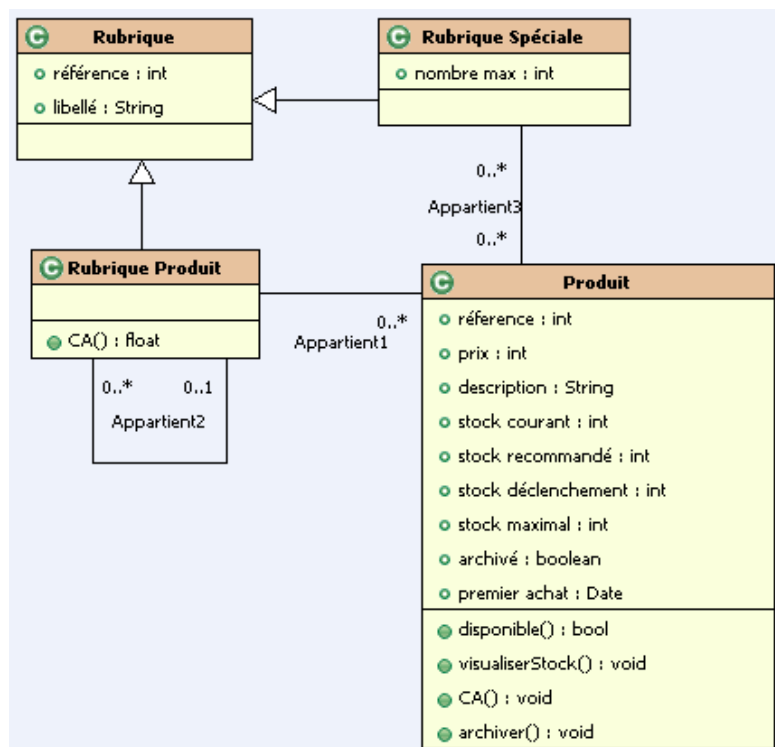 Rubrique
référence : int
libellé : String
Rubrique Spéciale
nombre max : int
0..*
Appartient3
0..*
Rubrique Produit
CA() : float
0..*
Appartient1
0..* 0..1
Appartient2
Produit
réference : int
prix : int
description : String
stock courant : int
stock recommandé : int
stock déclenchement : int
stock maximal : int
archivé : boolean
premier achat : Date
disponible() : bool
visualiserStock() : void
CA() : void
archiver() : void